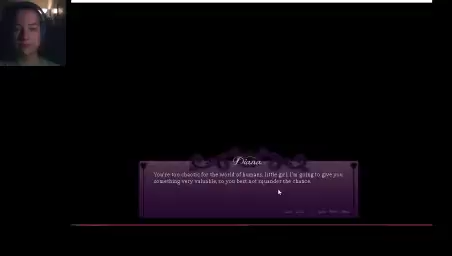 Diana
You're too chaotic for the world of humans, little girl. I'm going to give you
something very valuable, so you best not squander the chance.